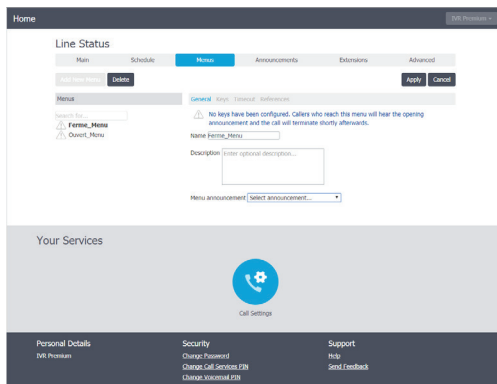 Home
IVR Premium
Line Status
Main Schedule Menus Announcements Extensions Advanced
Add New Menu Delete Apply Cancel
Menus General Keys Timeout References
Search for...
No keys have been configured. Callers who reach this menu will hear the opening
announcement and the call will terminate shortly afterwards.
Ferme_Menu
Ouvert_Menu
Name Ferme_Menu
Description Enter optional description...
Menu announcement Select announcement...
Your Services
Call Settings
Personal Details Security Support
IVR Premium Change Password Help
Change Call Services PIN Send Feedback
Change Voicemail PIN